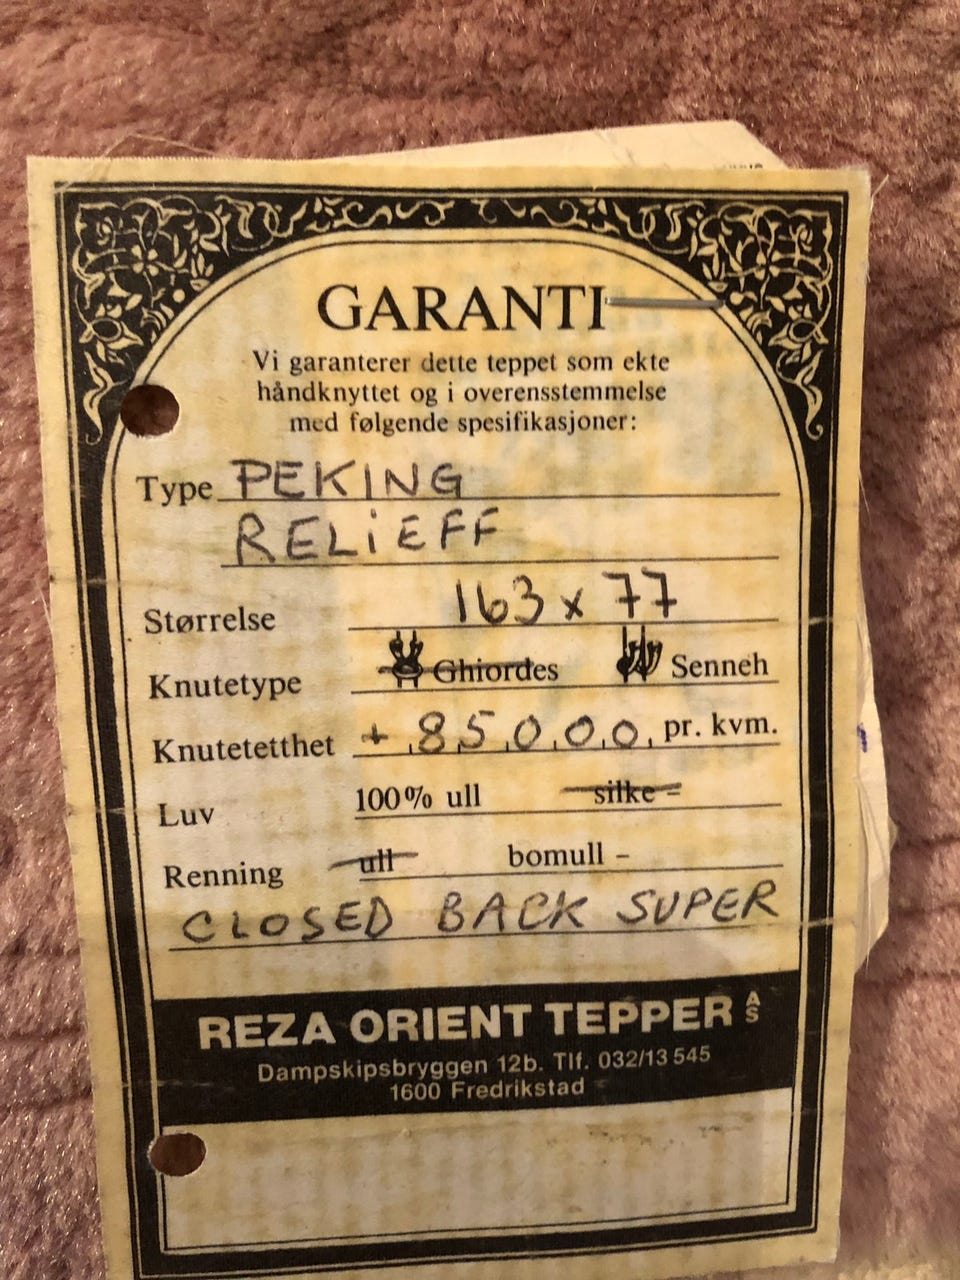 GARANTI
Vi garanterer dette teppet som ekte
håndknyttet og i overensstemmelse
med følgende spesifikasjoner:
Type PEKING
RELiEFF
Størrelse 163 x 77
Knutetype Ghiordes Senneh
Knutetetthet + 85000 pr. kvm.
Luv 100% ull silke -
Renning ull bomull -
CLOSED BACK SUPER
REZA ORIENT TEPPER AS
Dampskipsbryggen 12b. Tlf. 032/13 545
1600 Fredrikstad